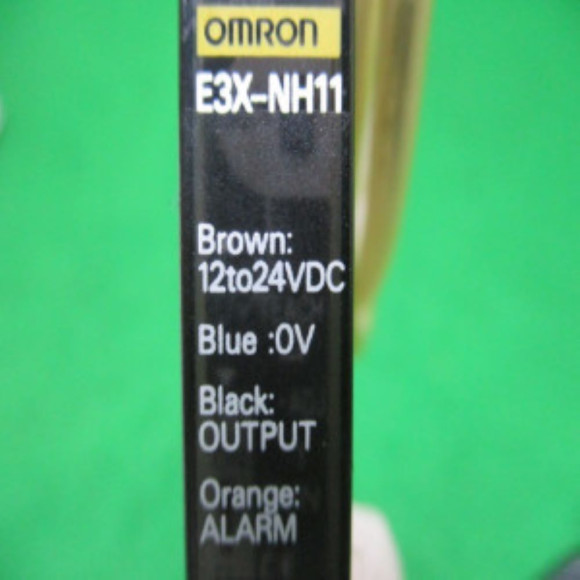 OMRON
E3X-NH11
Brown:
12to24VDC
Blue :0V
Black:
OUTPUT
Orange:
ALARM